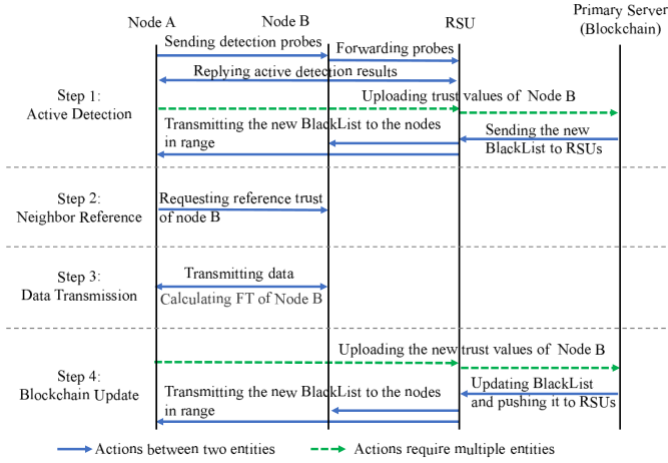 Node A
Node B
RSU
Primary Server
(Blockchain)
Sending detection probes
Forwarding probes
Replying active detection results
Step 1:
Active Detection
Uploading trust values of Node B
Transmitting the new BlackList to the nodes
in range
Sending the new
BlackList to RSUs
Step 2:
Neighbor Reference
Requesting reference trust
of node B
Step 3:
Data Transmission
Transmitting data
Calculating FT of Node B
Step 4:
Blockchain Update
Uploading the new trust values of Node B
Transmitting the new BlackList to the nodes
in range
Updating BlackList
and pushing it to RSUs
Actions between two entities
Actions require multiple entities